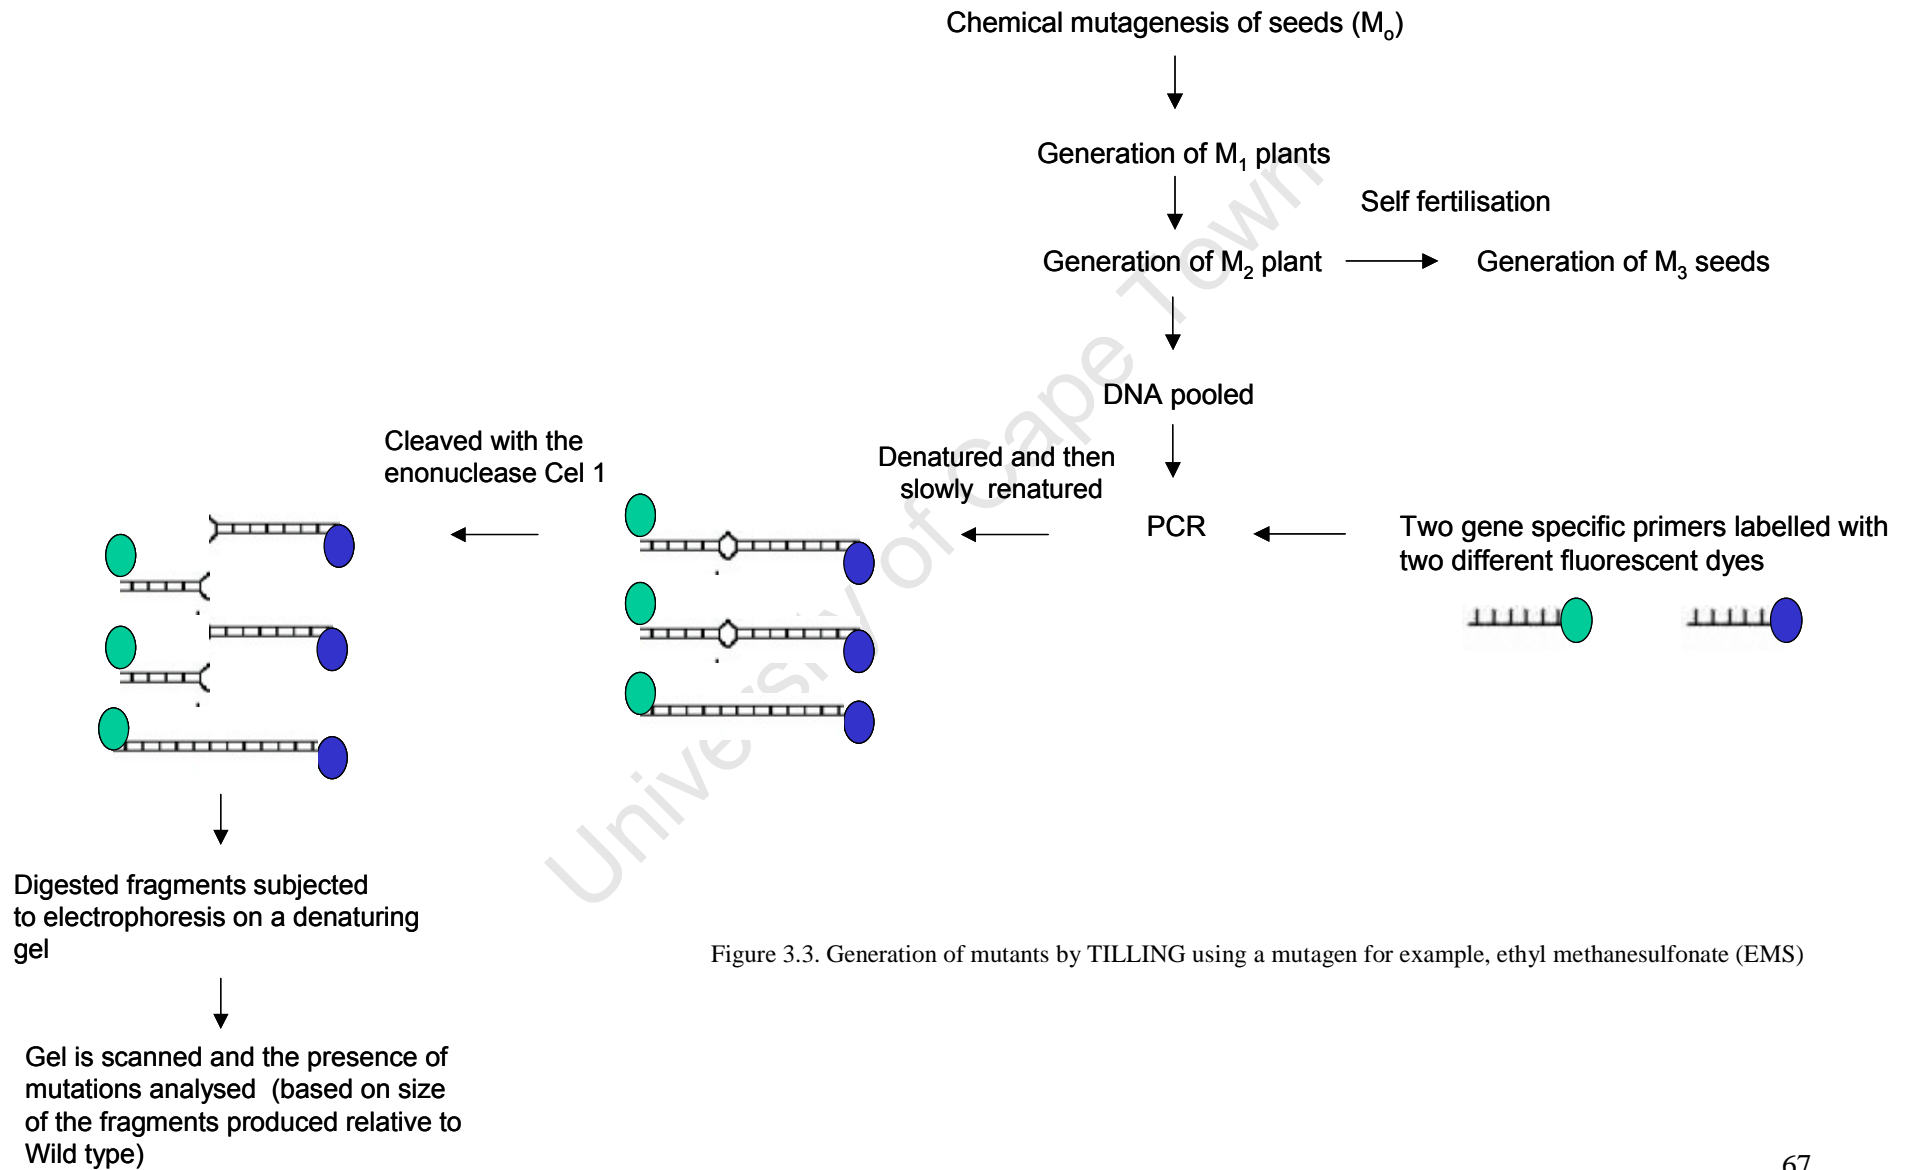 Chemical mutagenesis of seeds (Mo)
Generation of M1 plants
Self fertilisation
Generation of M2 plant
Generation of M3 seeds
DNA pooled
Cleaved with the
enonuclease Cel 1
Denatured and then
slowly renatured
PCR
Two gene specific primers labelled with
two different fluorescent dyes
Digested fragments subjected
to electrophoresis on a denaturing
gel
Gel is scanned and the presence of
mutations analysed (based on size
of the fragments produced relative to
Wild type)
Figure 3.3. Generation of mutants by TILLING using a mutagen for example, ethyl methanesulfonate (EMS)
67
University of Cape Town